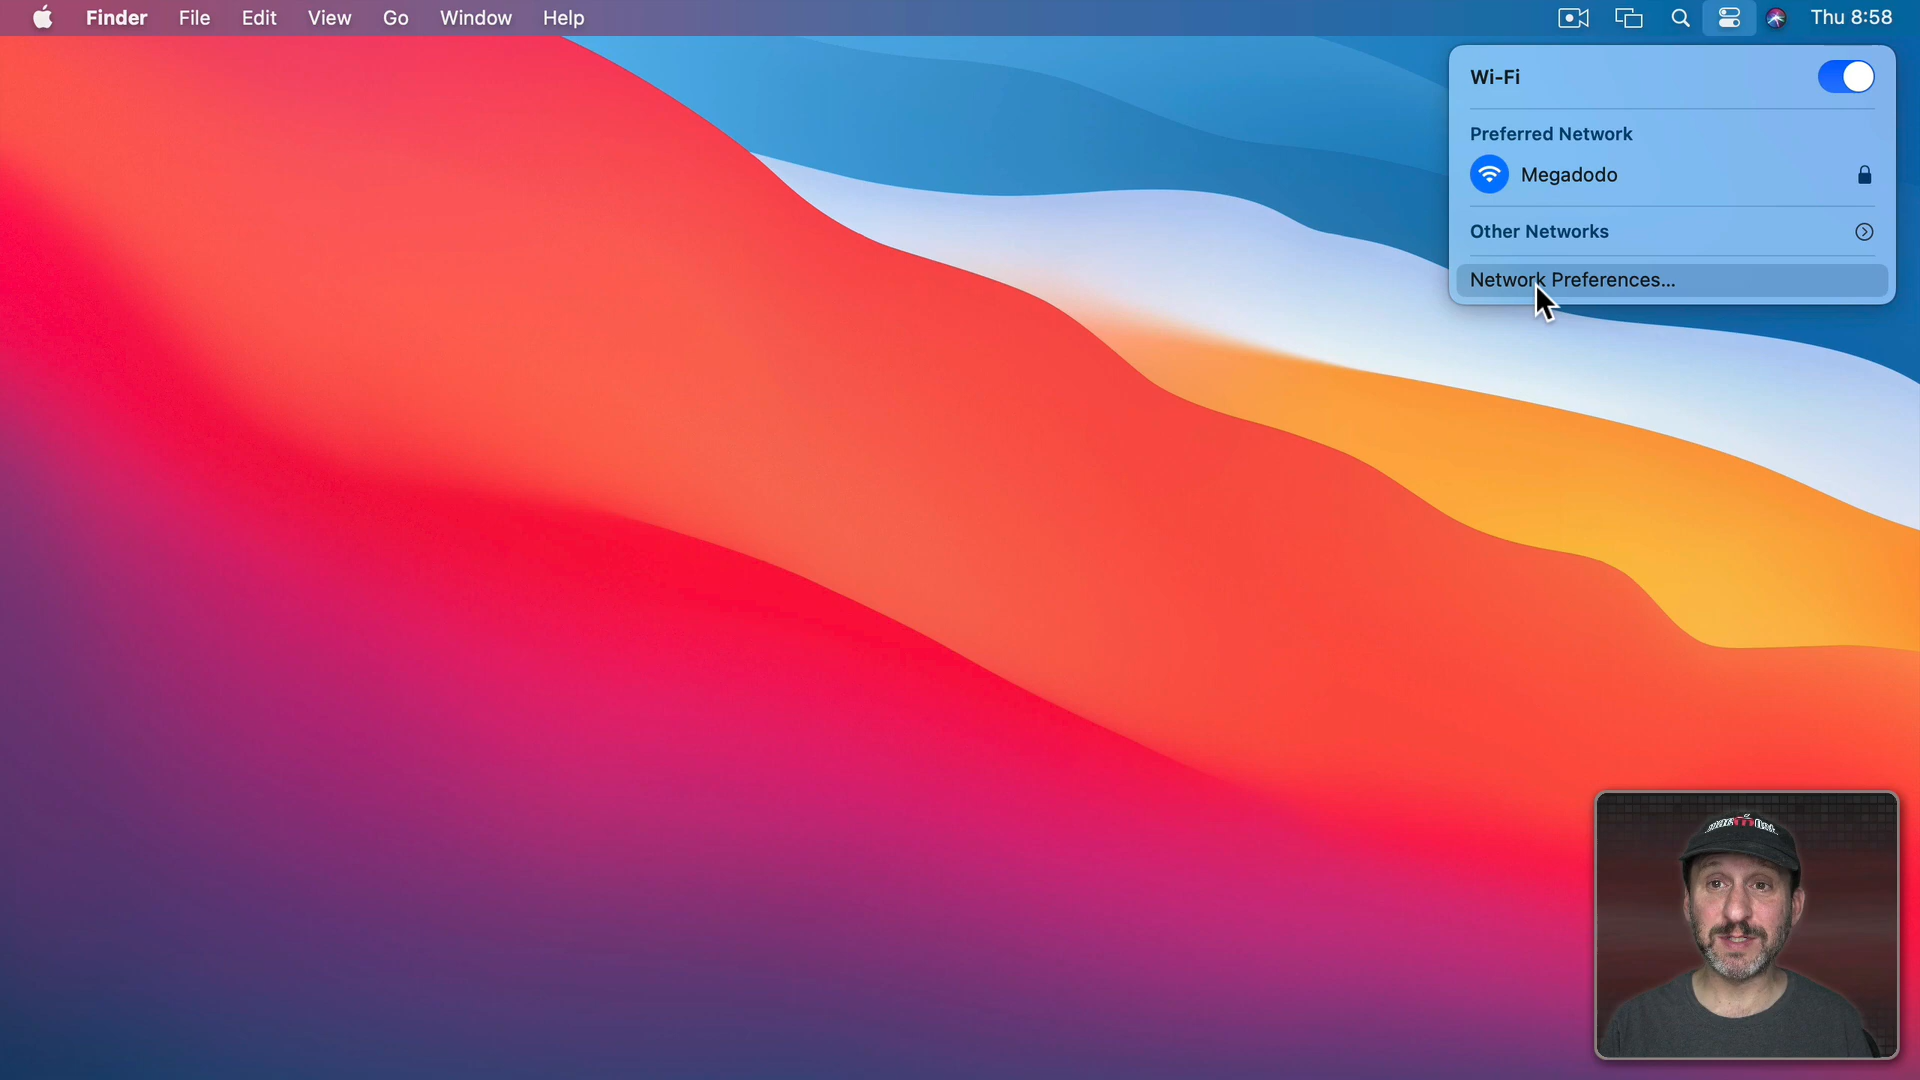 Finder File Edit View Go Window Help Thu 8:58
Wi-Fi
Preferred Network
Megadodo
Other Networks
Network Preferences...